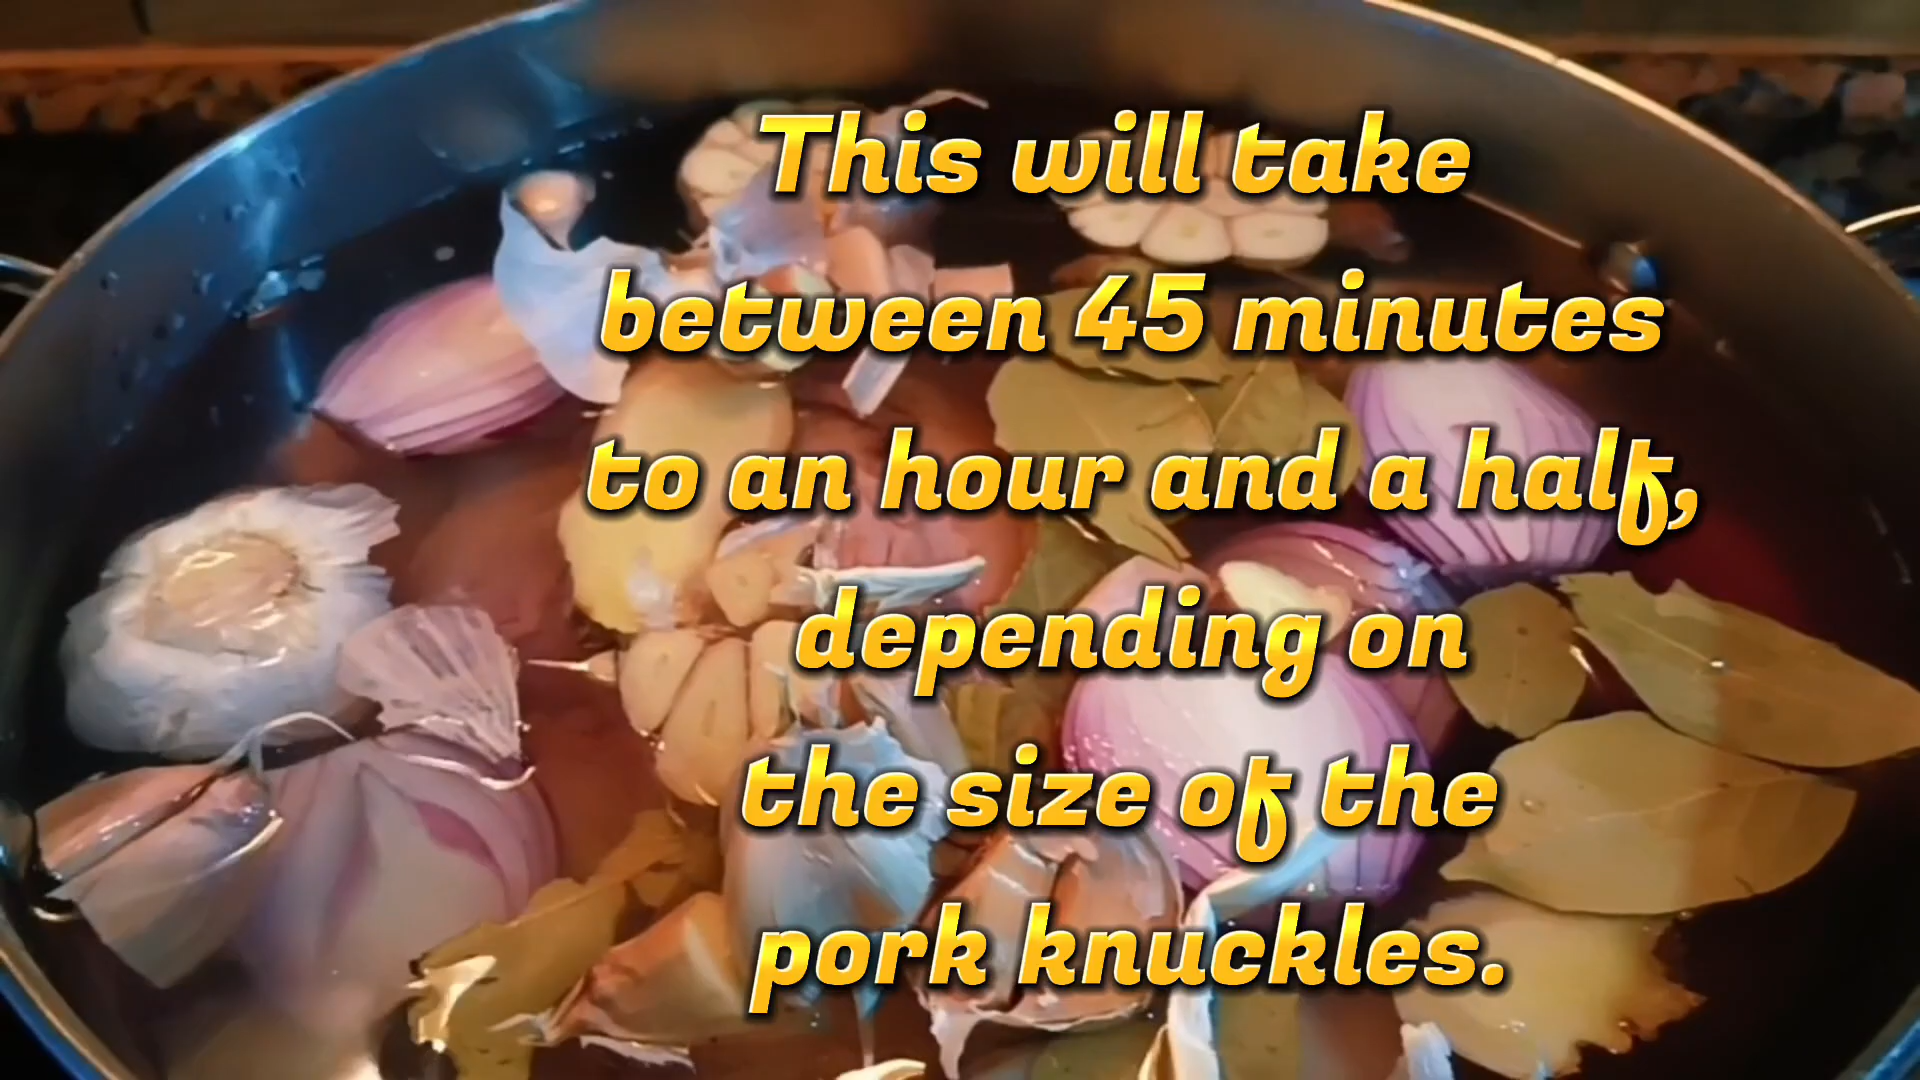 This will take
between 45 minutes
to an hour and a half,
depending on
the size of the
pork knuckles.